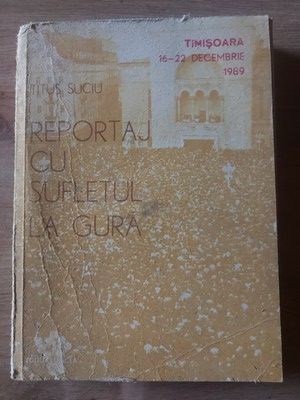 TIMIȘOARA
16-22 DECEMBRIE
1989
TITUS SUCIU
REPORTAJ
CU
SUFLETUL
LA GURĂ